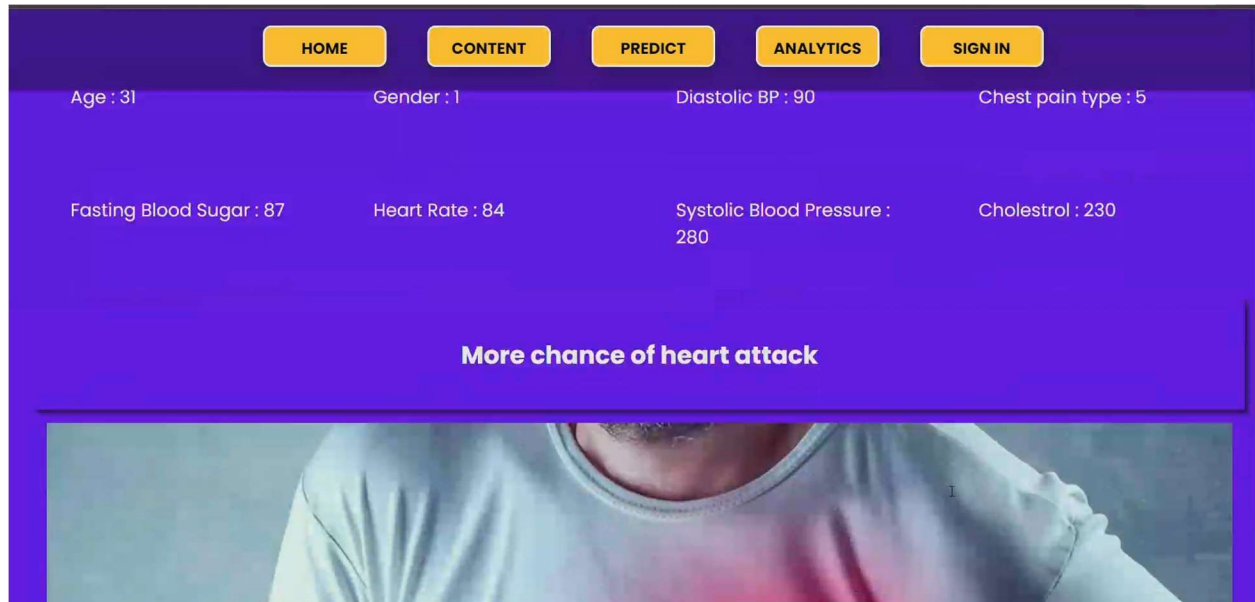 HOME CONTENT PREDICT ANALYTICS SIGN IN
Age : 31 Gender : 1 Diastolic BP : 90 Chest pain type : 5
Fasting Blood Sugar : 87 Heart Rate : 84 Systolic Blood Pressure : 280 Cholestrol : 230
More chance of heart attack